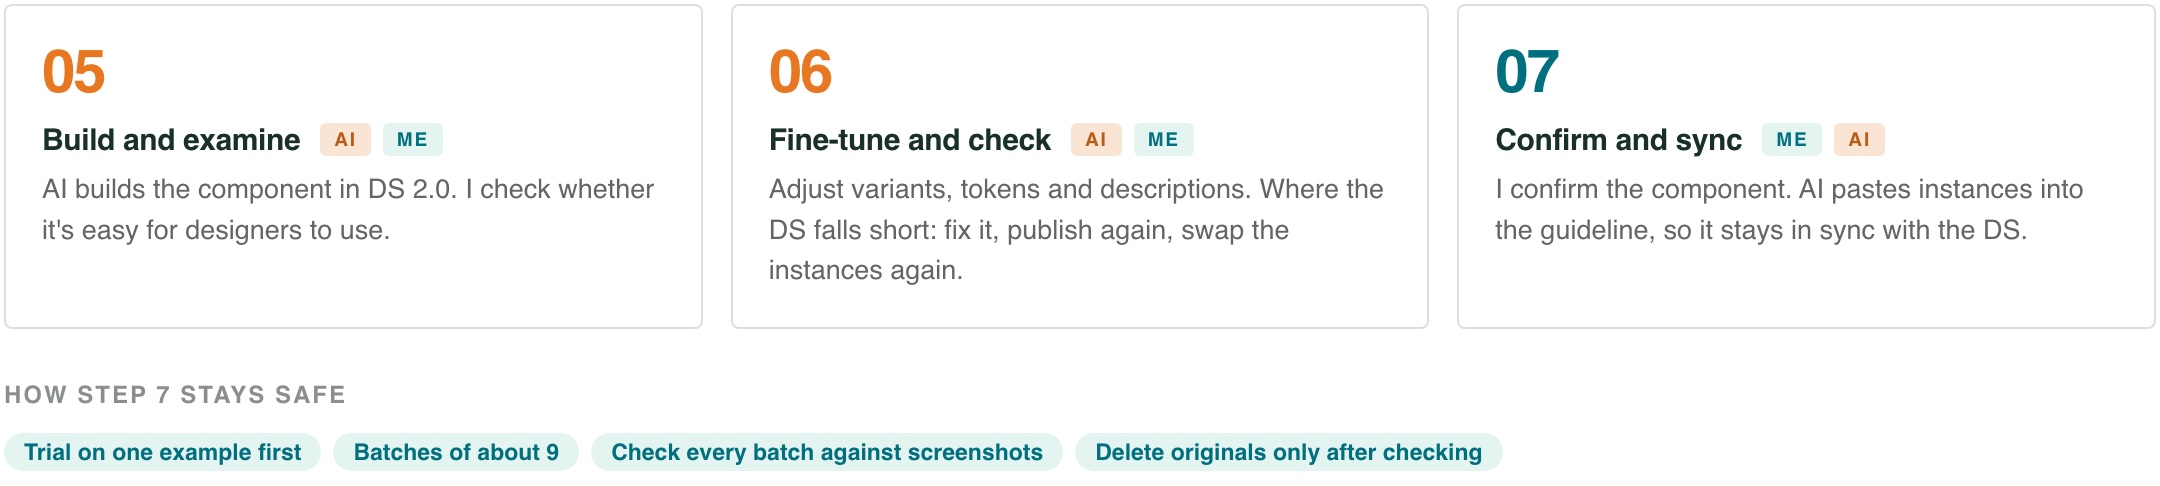 05
Build and examine AI ME
AI builds the component in DS 2.0. I check whether
it's easy for designers to use.
06
Fine-tune and check AI ME
Adjust variants, tokens and descriptions. Where the
DS falls short: fix it, publish again, swap the
instances again.
07
Confirm and sync ME AI
I confirm the component. AI pastes instances into
the guideline, so it stays in sync with the DS.
HOW STEP 7 STAYS SAFE
Trial on one example first Batches of about 9 Check every batch against screenshots Delete originals only after checking